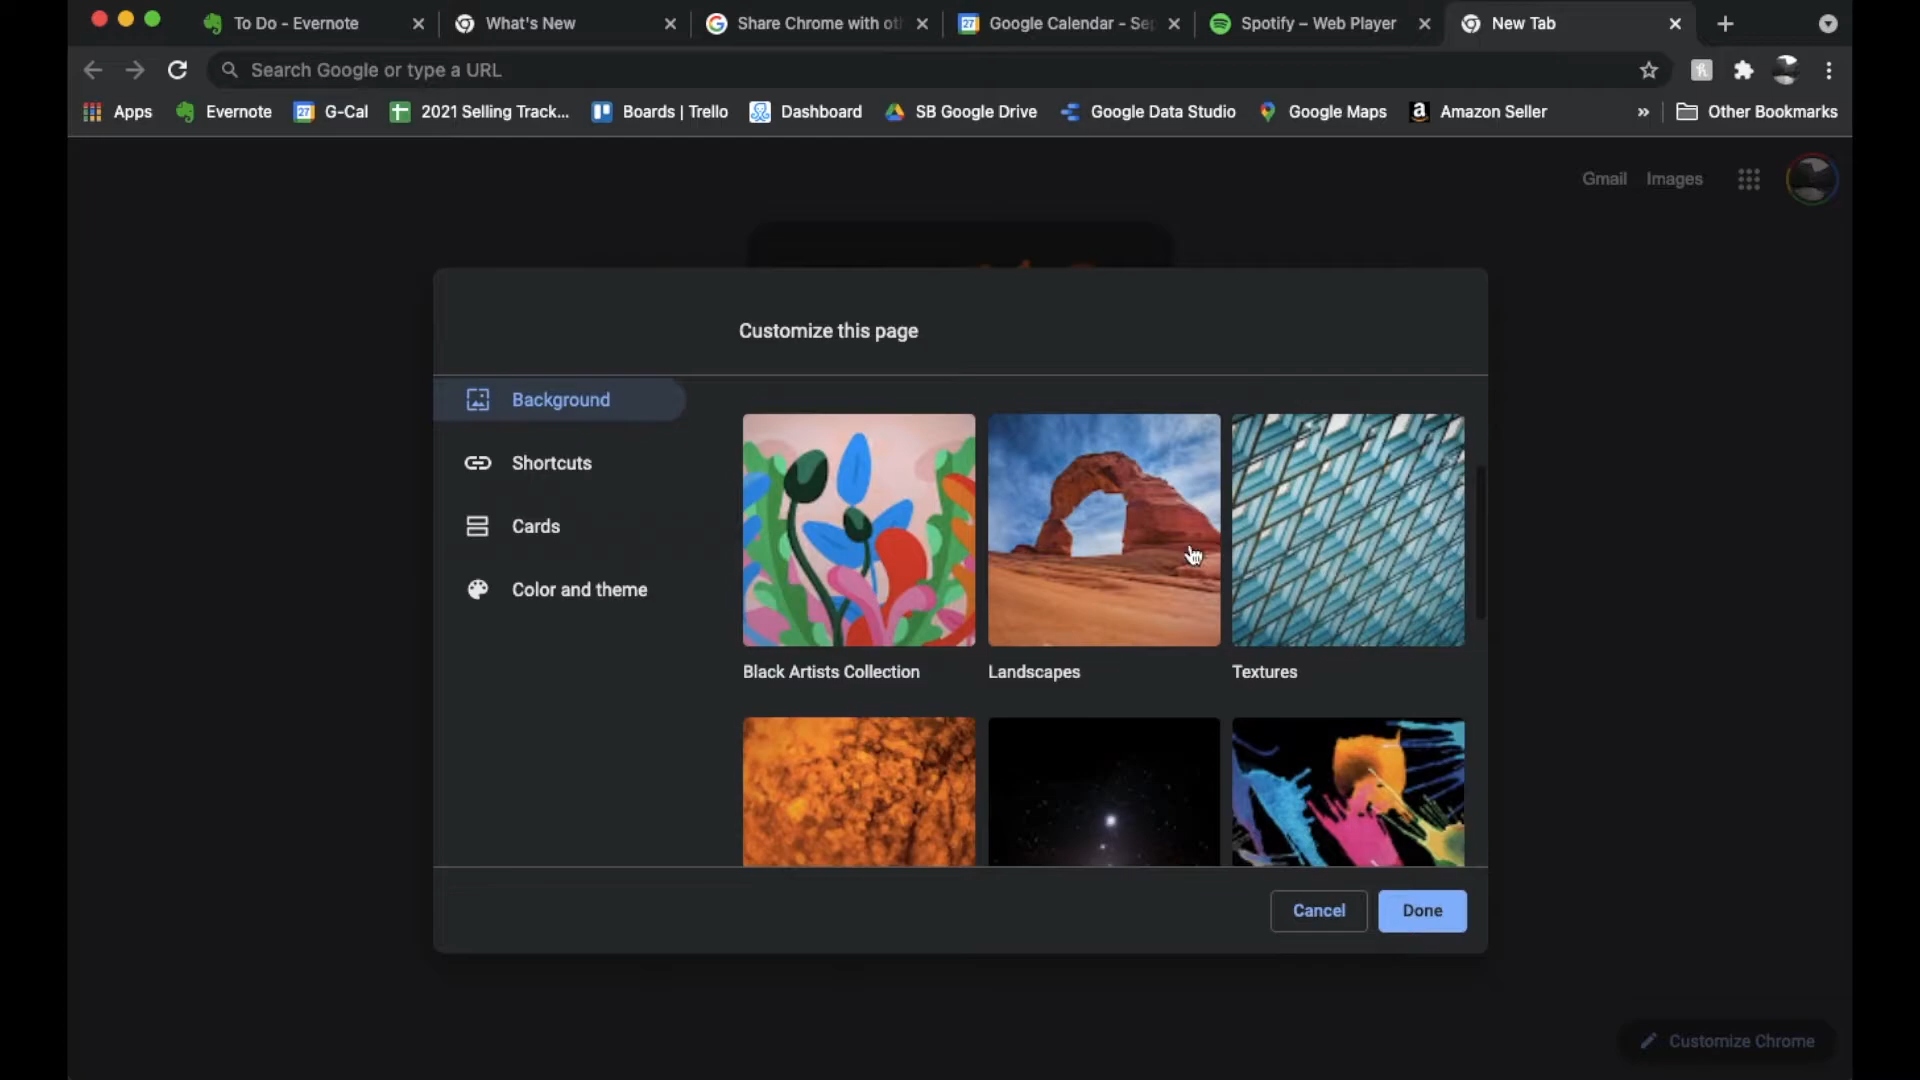 To Do - Evernote
What's New
Share Chrome with ot
Google Calendar - Sep
Spotify – Web Player
New Tab
Search Google or type a URL
Apps
Evernote
27
G-Cal
2021 Selling Track...
Boards | Trello
Dashboard
SB Google Drive
Google Data Studio
Google Maps
Amazon Seller
»
Other Bookmarks
Gmail
Images
Customize this page
Background
Shortcuts
Cards
Color and theme
Black Artists Collection
Landscapes
Textures
Cancel
Done
Customize Chrome